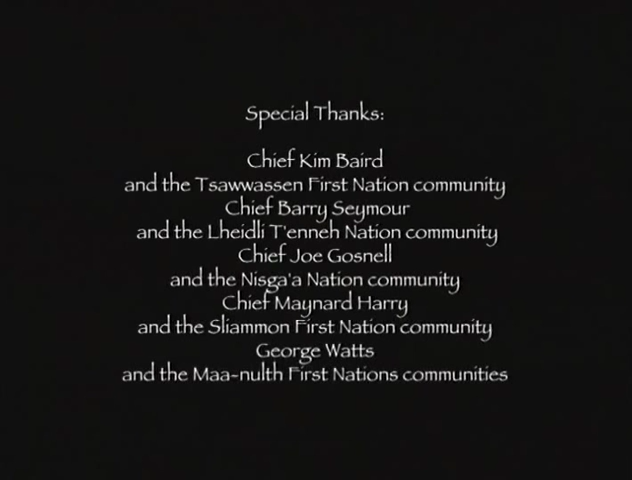 Special Thanks:
Chief Kim Baird
and the Tsawwassen First Nation community
Chief Barry Seymour
and the Lheidli T'enneh Nation community
Chief Joe Gosnell
and the Nisga'a Nation community
Chief Maynard Harry
and the Sliammon First Nation community
George Watts
and the Maa-nulth First Nations communities